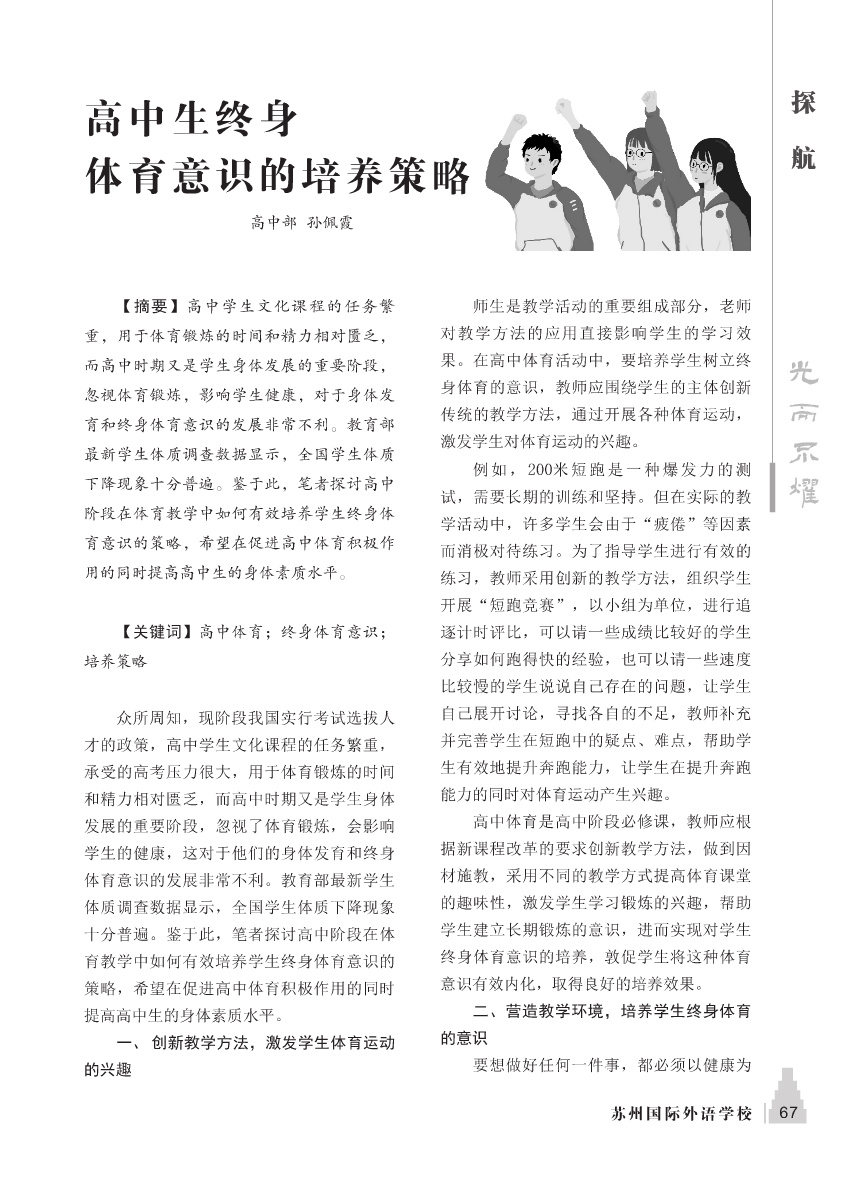 高中生终身
体育意识的培养策略
高中部 孙佩霞
【摘要】高中学生文化课程的任务繁
重，用于体育锻炼的时间和精力相对匮乏，
而高中时期又是学生身体发展的重要阶段，
忽视体育锻炼，影响学生健康，对于身体发
育和终身体育意识的发展非常不利。教育部
最新学生体质调查数据显示，全国学生体质
下降现象十分普遍。鉴于此，笔者探讨高中
阶段在体育教学中如何有效培养学生终身体
育意识的策略，希望在促进高中体育积极作
用的同时提高高中生的身体素质水平。
【关键词】高中体育；终身体育意识；
培养策略
众所周知，现阶段我国实行考试选拔人
才的政策，高中学生文化课程的任务繁重，
承受的高考压力很大，用于体育锻炼的时间
和精力相对匮乏，而高中时期又是学生身体
发展的重要阶段，忽视了体育锻炼，会影响
学生的健康，这对于他们的身体发育和终身
体育意识的发展非常不利。教育部最新学生
体质调查数据显示，全国学生体质下降现象
十分普遍。鉴于此，笔者探讨高中阶段在体
育教学中如何有效培养学生终身体育意识的
策略，希望在促进高中体育积极作用的同时
提高高中生的身体素质水平。
一、 创新教学方法，激发学生体育运动
的兴趣
师生是教学活动的重要组成部分，老师
对教学方法的应用直接影响学生的学习效
果。在高中体育活动中，要培养学生树立终
身体育的意识，教师应围绕学生的主体创新
传统的教学方法，通过开展各种体育运动，
激发学生对体育运动的兴趣。
例如，200米短跑是一种爆发力的测
试，需要长期的训练和坚持。但在实际的教
学活动中，许多学生会由于“疲倦”等因素
而消极对待练习。为了指导学生进行有效的
练习，教师采用创新的教学方法，组织学生
开展“短跑竞赛”，以小组为单位，进行追
逐计时评比，可以请一些成绩比较好的学生
分享如何跑得快的经验，也可以请一些速度
比较慢的学生说说自己存在的问题，让学生
自己展开讨论，寻找各自的不足，教师补充
并完善学生在短跑中的疑点、难点，帮助学
生有效地提升奔跑能力，让学生在提升奔跑
能力的同时对体育运动产生兴趣。
高中体育是高中阶段必修课，教师应根
据新课程改革的要求创新教学方法，做到因
材施教，采用不同的教学方式提高体育课堂
的趣味性，激发学生学习锻炼的兴趣，帮助
学生建立长期锻炼的意识，进而实现对学生
终身体育意识的培养，敦促学生将这种体育
意识有效内化，取得良好的培养效果。
二、营造教学环境，培养学生终身体育
的意识
要想做好任何一件事，都必须以健康为
探航
光而不耀
苏州国际外语学校
67